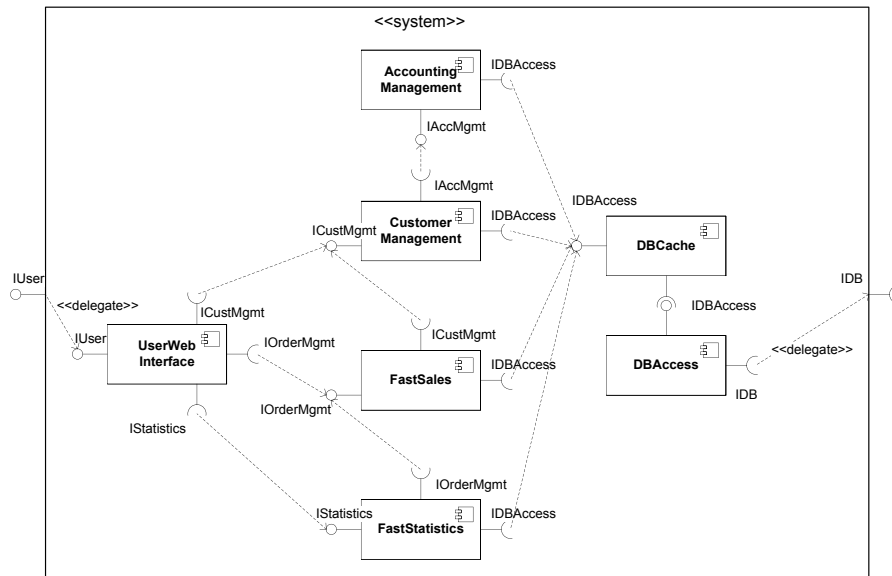 <<system>>
Accounting
Management
IDBAccess
IAccMgmt
IAccMgmt
Customer
Management
IDBAccess
ICustMgmt
IDBAccess
DBCache
IUser
<<delegate>>
IDB
ICustMgmt
IDBAccess
IUser
UserWeb
Interface
IOrderMgmt
ICustMgmt
FastSales
IDBAccess
DBAccess
<<delegate>>
IDB
IOrderMgmt
IStatistics
IOrderMgmt
IStatistics
FastStatistics
IDBAccess